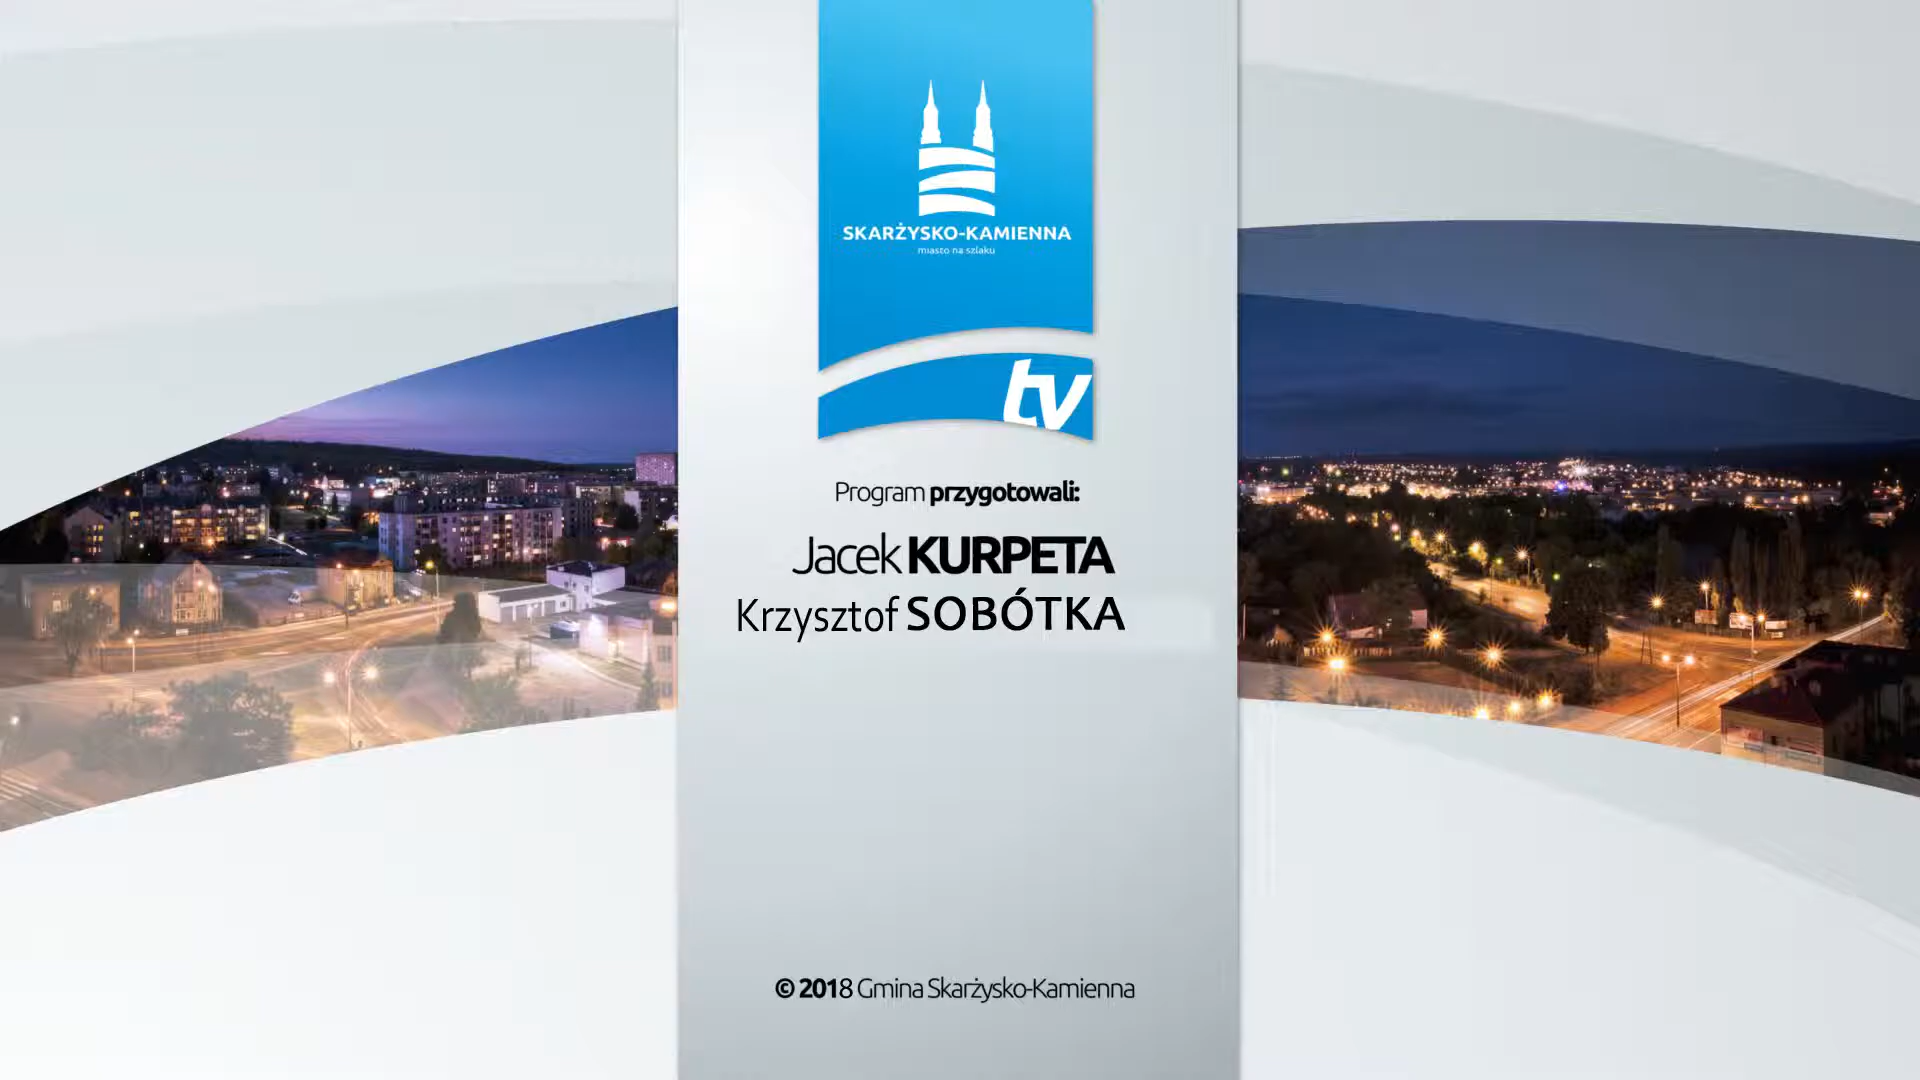 SKARŻYSKO-KAMIENNA
miasto na szlaku
tv
Program przygotowali:
Jacek KURPETA
Krzysztof SOBÓTKA
© 2018 Gmina Skarżysko-Kamienna